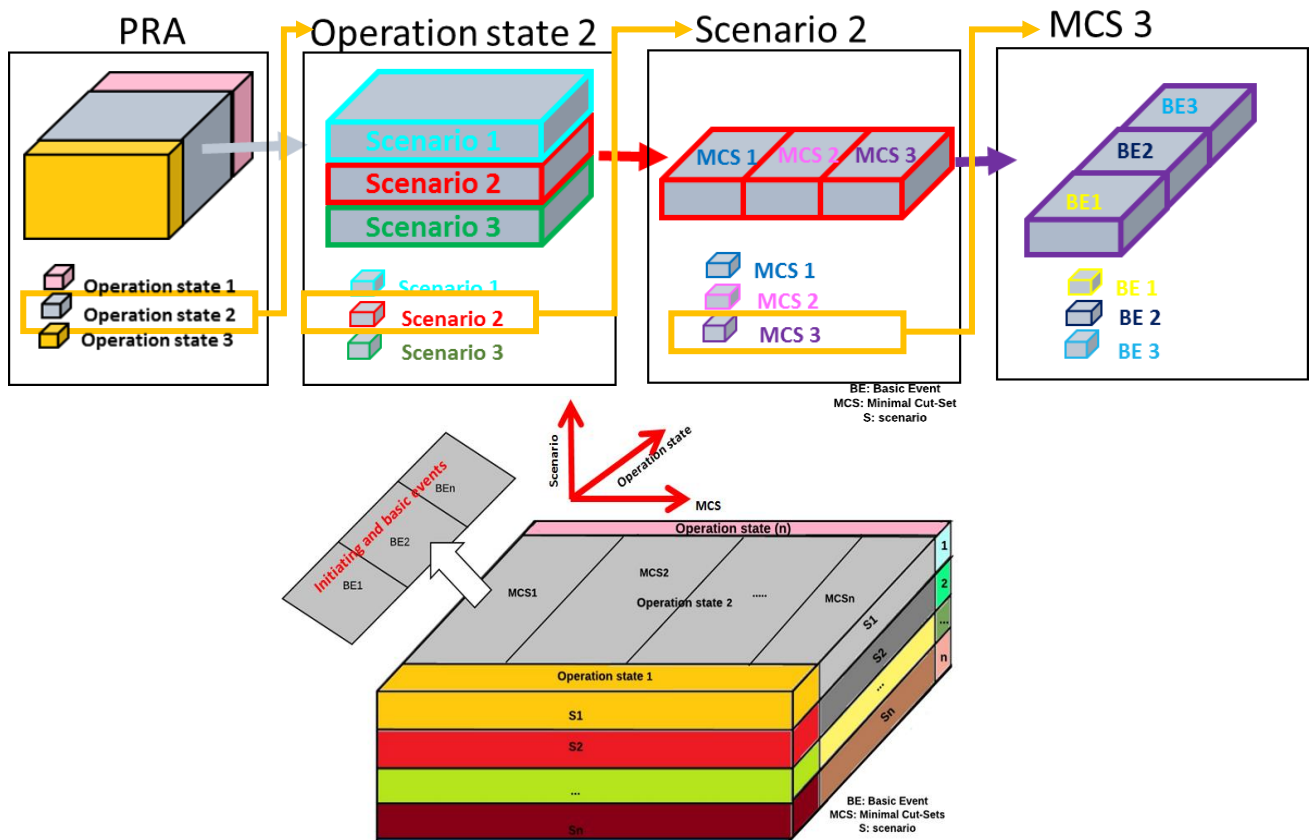 PRA
Operation state 2
Scenario 2
MCS 3
Scenario 1
Scenario 2
Scenario 3
MCS 1
MCS 2
MCS 3
BE3
BE2
BE1
Operation state 1
Operation state 2
Operation state 3
Scenario 1
Scenario 2
Scenario 3
MCS 1
MCS 2
MCS 3
BE 1
BE 2
BE 3
BE: Basic Event
MCS: Minimal Cut-Set
S: scenario
Scenario
Operation state
MCS
Initiating and basic events
BEn
BE2
BE1
Operation state (n)
MCS1
MCS2
.....
MCSn
Operation state 2
Operation state 1
S1
S2
...
Sn
1
2
...
n
S1
S2
...
Sn
BE: Basic Event
MCS: Minimal Cut-Sets
S: scenario